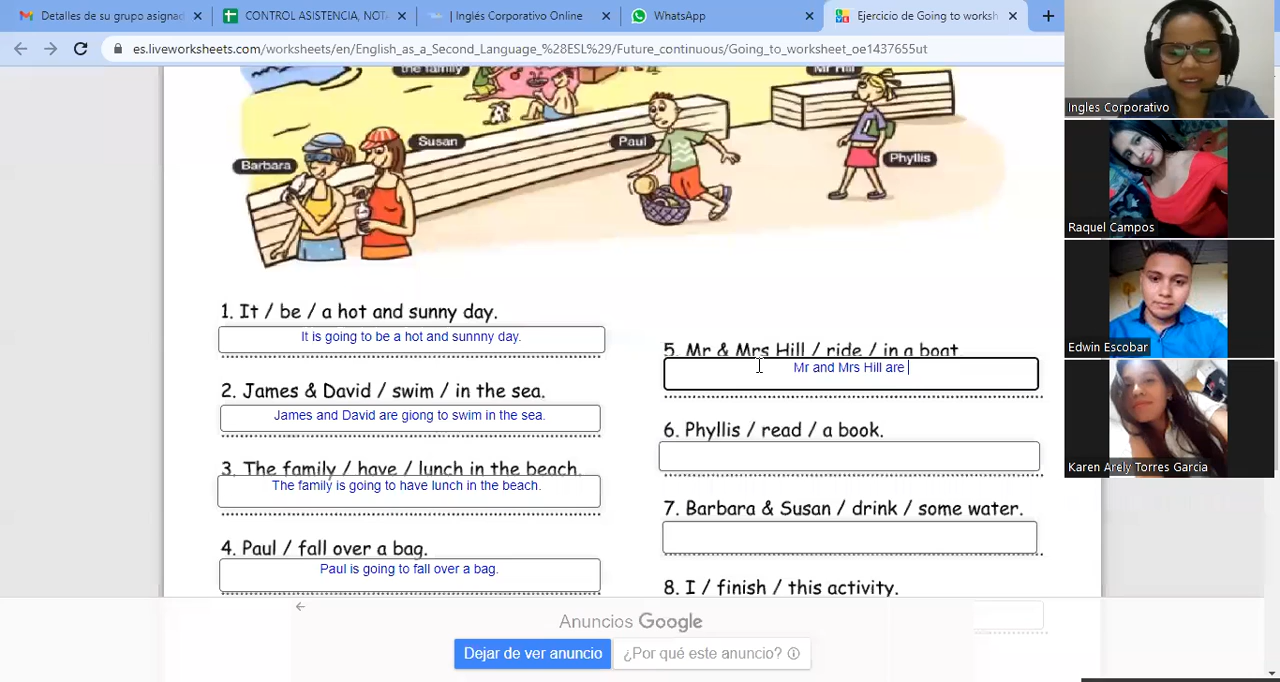 Detalles de su grupo asignad
CONTROL ASISTENCIA, NOT
| Inglés Corporativo Online
WhatsApp
Ejercicio de Going to worksh
es.liveworksheets.com/worksheets/en/English_as_a_Second_Language_%28ESL%29/Future_continuous/Going_to_worksheet_oe1437655ut
the family
Mr Hill
Barbara
Susan
Paul
Phyllis
1. It / be / a hot and sunny day.
It is going to be a hot and sunnny day.
2. James & David / swim / in the sea.
James and David are giong to swim in the sea.
3. The family / have / lunch in the beach.
The family is going to have lunch in the beach.
4. Paul / fall over a bag.
Paul is going to fall over a bag.
5. Mr & Mrs Hill / ride / in a boat
Mr and Mrs Hill are
6. Phyllis / read / a book.
7. Barbara & Susan / drink / some water.
8. I / finish / this activity.
Anuncios Google
Dejar de ver anuncio
¿Por qué este anuncio?
Ingles Corporativo
Raquel Campos
Edwin Escobar
Karen Arely Torres Garcia